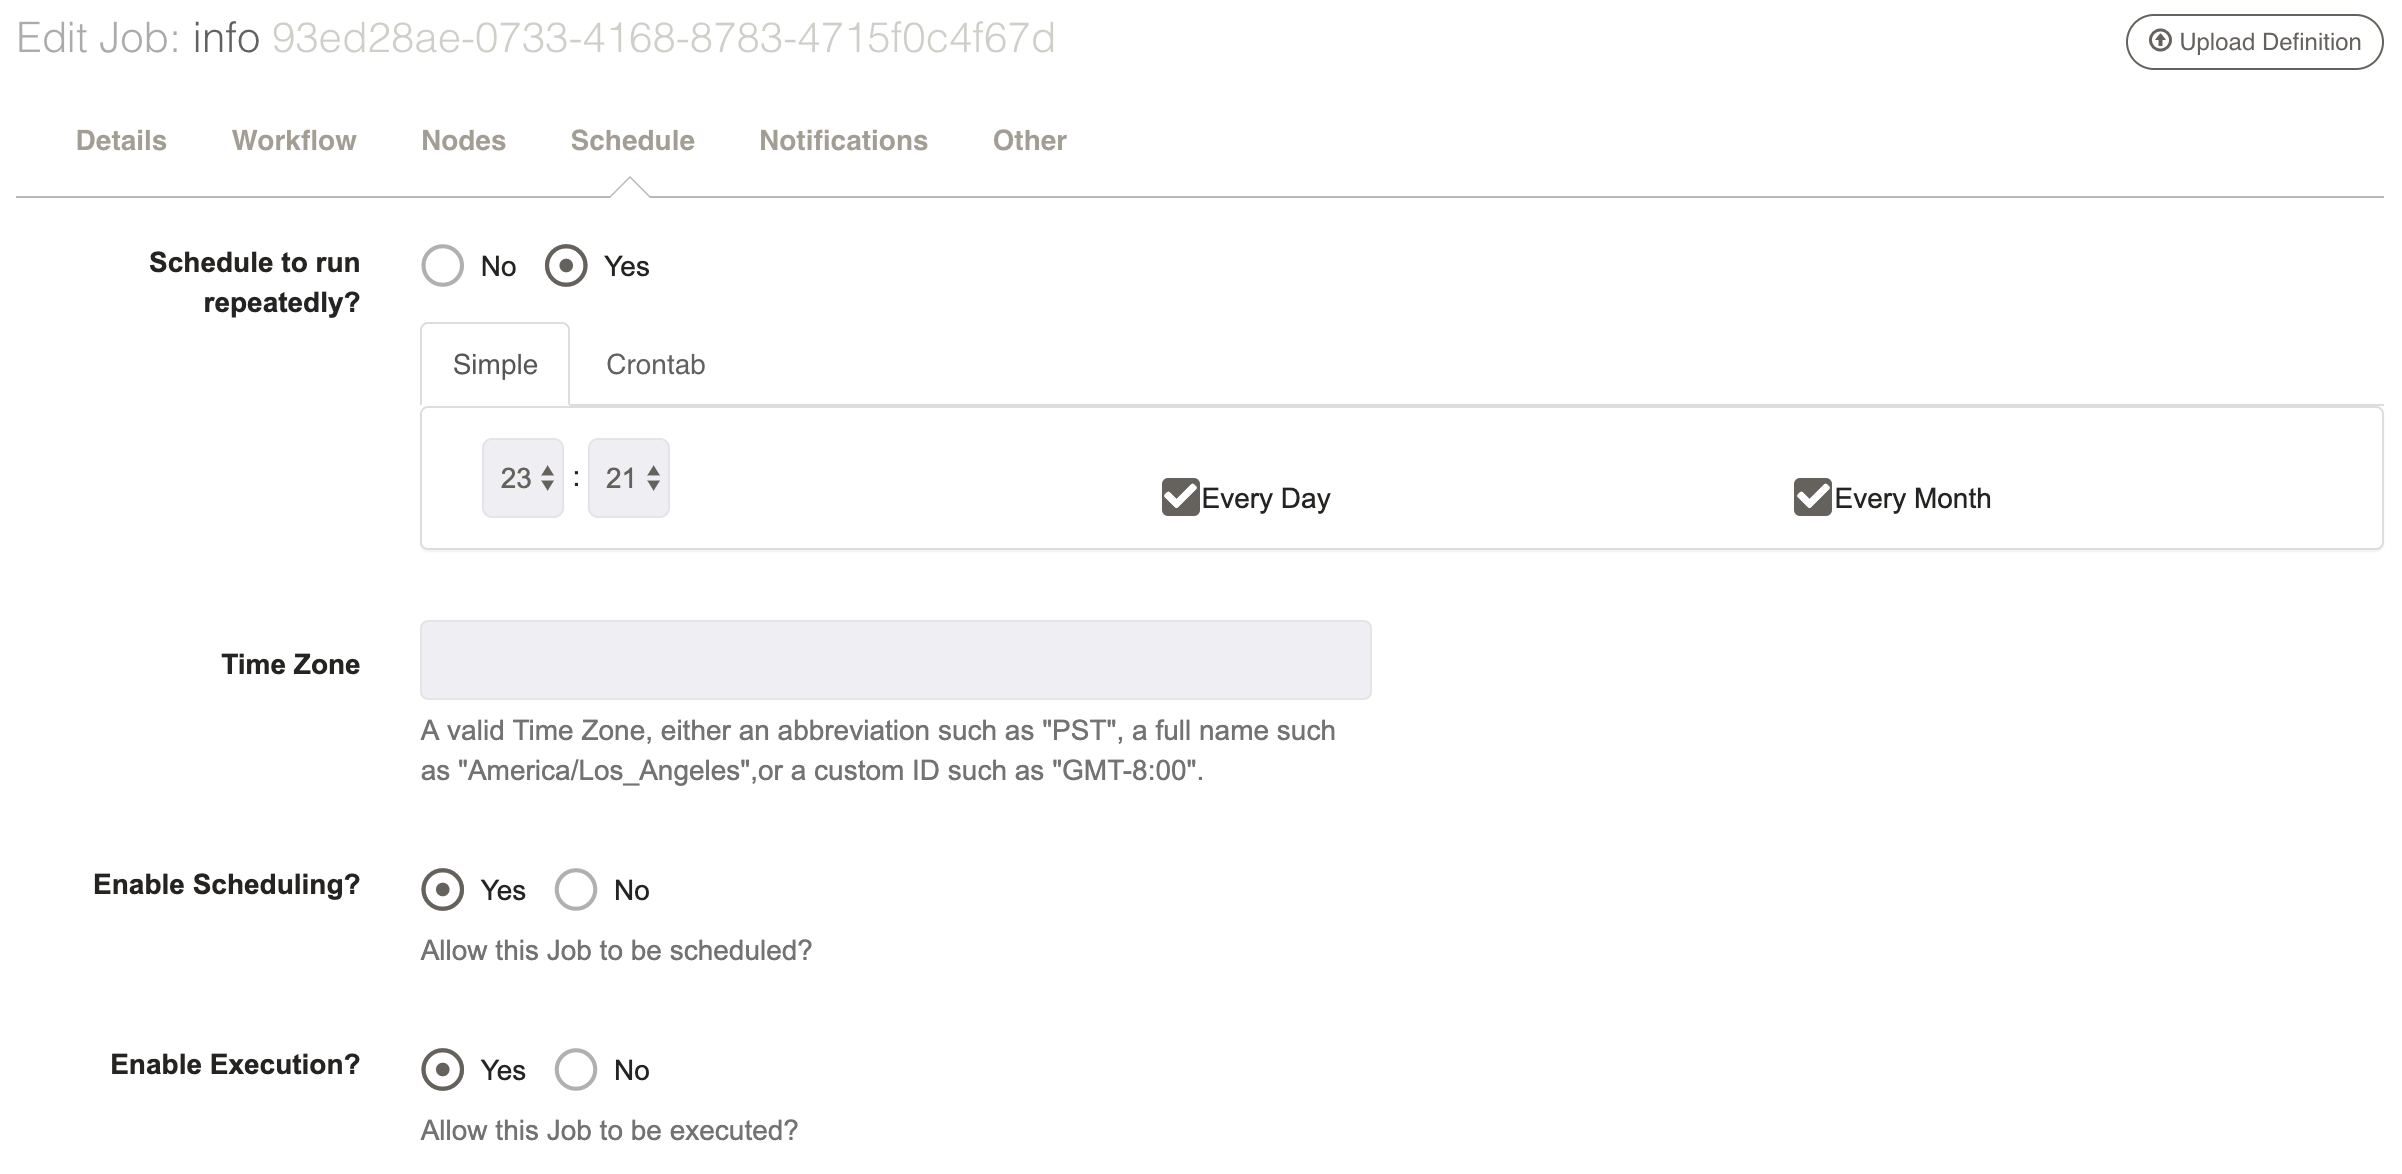 Edit Job: info 93ed28ae-0733-4168-8783-4715f0c4f67d
Upload Definition
Details Workflow Nodes Schedule Notifications Other
Schedule to run
repeatedly?
No Yes
Simple Crontab
23 : 21 Every Day Every Month
Time Zone
A valid Time Zone, either an abbreviation such as "PST", a full name such
as "America/Los_Angeles",or a custom ID such as "GMT-8:00".
Enable Scheduling? Yes No
Allow this Job to be scheduled?
Enable Execution? Yes No
Allow this Job to be executed?